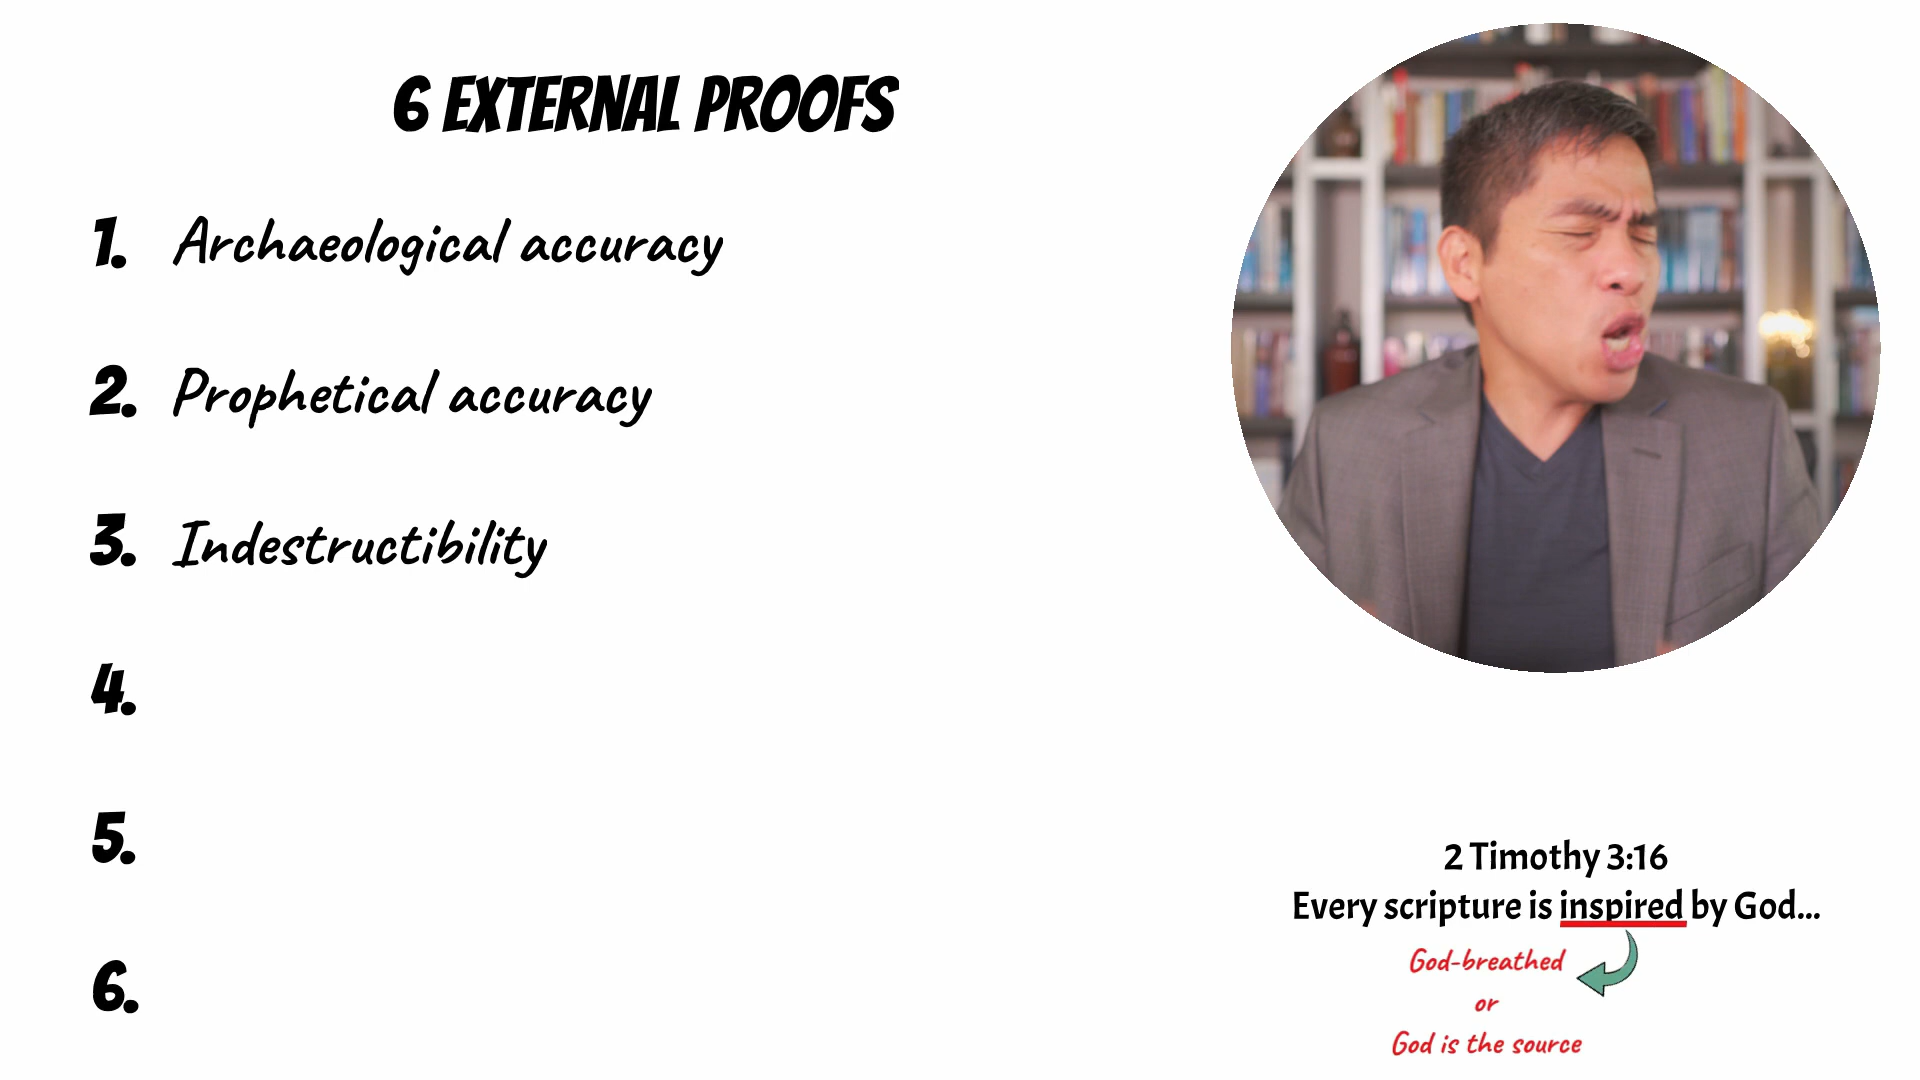 6 EXTERNAL PROOFS
1. Archaeological accuracy
2. Prophetical accuracy
3. Indestructibility
4.
5.
6.
2 Timothy 3:16
Every scripture is inspired by God...
God-breathed
or
God is the source